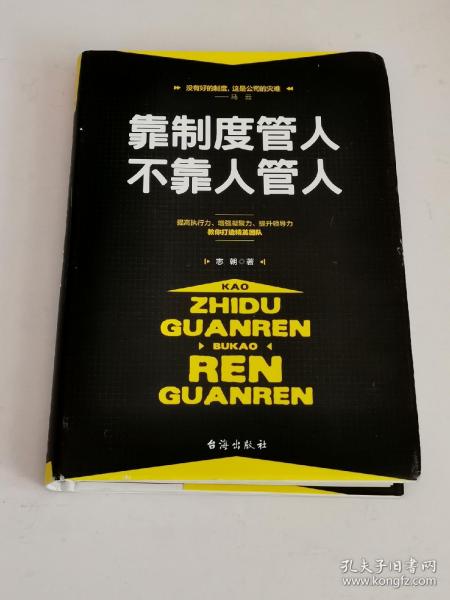 没有好的制度，这是公司的灾难
——马云
靠制度管人
不靠人管人
提高执行力、增强凝聚力、提升领导力
教你打造精英团队
志朝◎著
KAO
ZHIDU
GUANREN
BUKAO
REN
GUANREN
台海出版社
孔夫子旧书网
www.kongfz.com